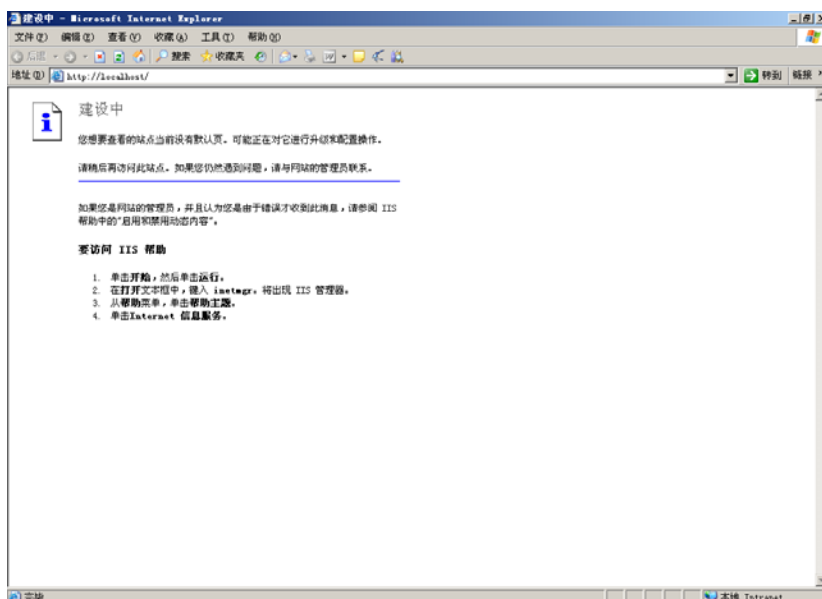 建设中 - Microsoft Internet Explorer
文件(F) 编辑(E) 查看(V) 收藏(A) 工具(T) 帮助(H)
后退 搜索 收藏夹
地址(D) http://localhost/ 转到 链接 »
建设中
您想要查看的站点当前没有默认页。可能正在对它进行升级和配置操作。
请稍后再访问此站点。如果您仍然遇到问题，请与网站的管理员联系。
如果您是网站的管理员，并且认为您是由于错误才收到此消息，请参阅 IIS
帮助中的"启用和禁用动态内容"。
要访问 IIS 帮助
1. 单击开始，然后单击运行。
2. 在打开文本框中，键入 inetmgr。将出现 IIS 管理器。
3. 从帮助菜单，单击帮助主题。
4. 单击Internet 信息服务。
完毕 本地 Intranet